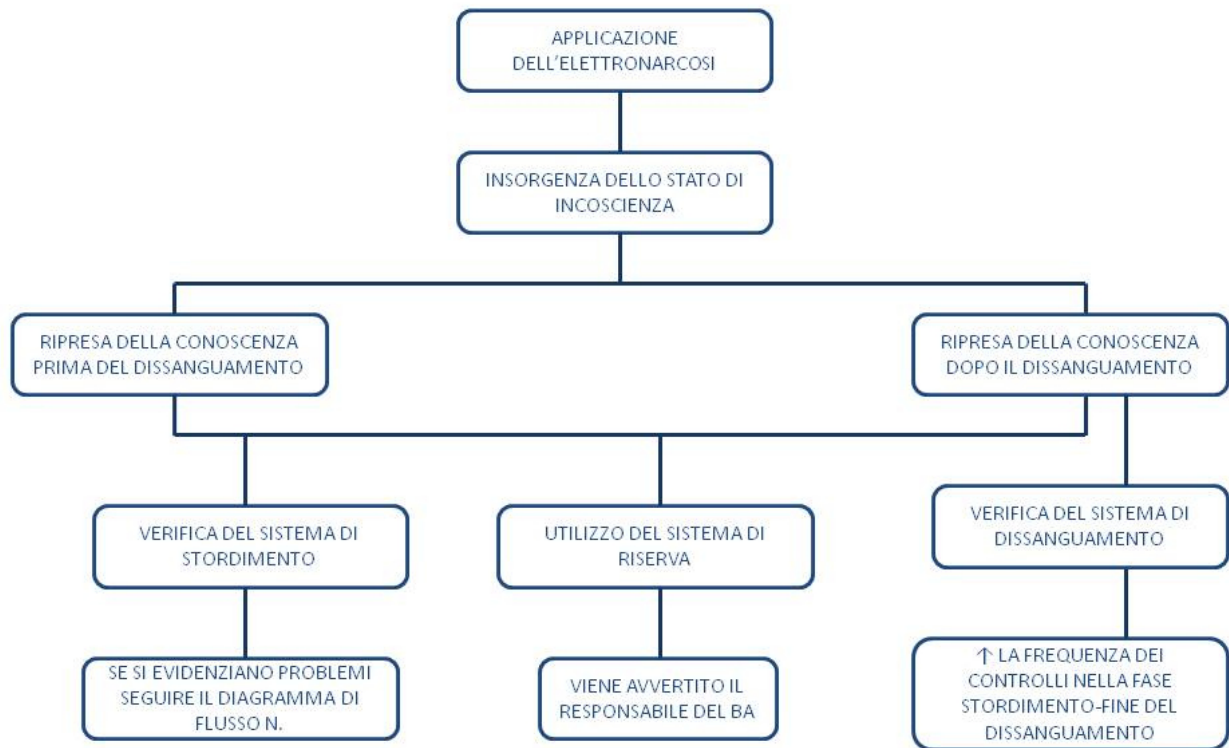 APPLICAZIONE
DELL'ELETTRONARCOSI
INSORGENZA DELLO STATO DI
INCOSCIENZA
RIPRESA DELLA CONOSCENZA
PRIMA DEL DISSANGUAMENTO
RIPRESA DELLA CONOSCENZA
DOPO IL DISSANGUAMENTO
VERIFICA DEL SISTEMA DI
STORDIMENTO
UTILIZZO DEL SISTEMA DI
RISERVA
VERIFICA DEL SISTEMA DI
DISSANGUAMENTO
SE SI EVIDENZIANO PROBLEMI
SEGUIRE IL DIAGRAMMA DI
FLUSSO N.
VIENE AVVERTITO IL
RESPONSABILE DEL BA
↑ LA FREQUENZA DEI
CONTROLLI NELLA FASE
STORDIMENTO-FINE DEL
DISSANGUAMENTO